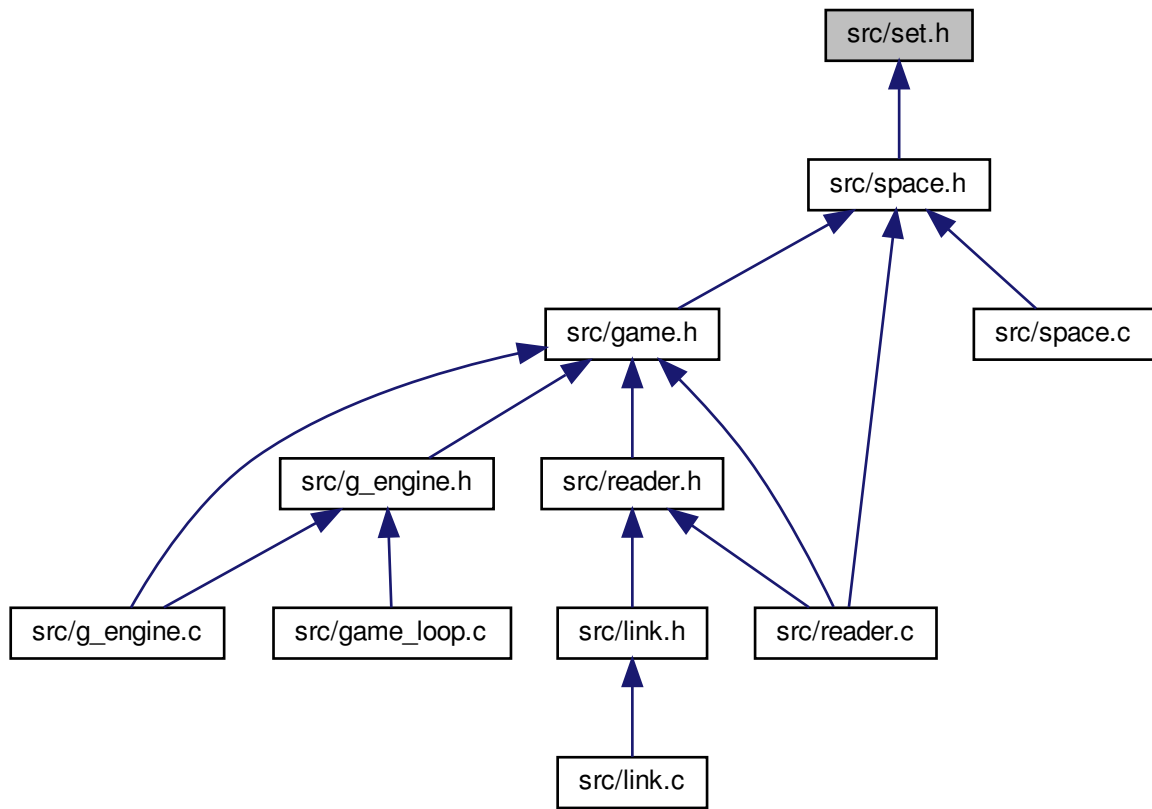 src/set.h
src/space.h
src/game.h
src/space.c
src/g_engine.h
src/reader.h
src/g_engine.c
src/game_loop.c
src/link.h
src/reader.c
src/link.c